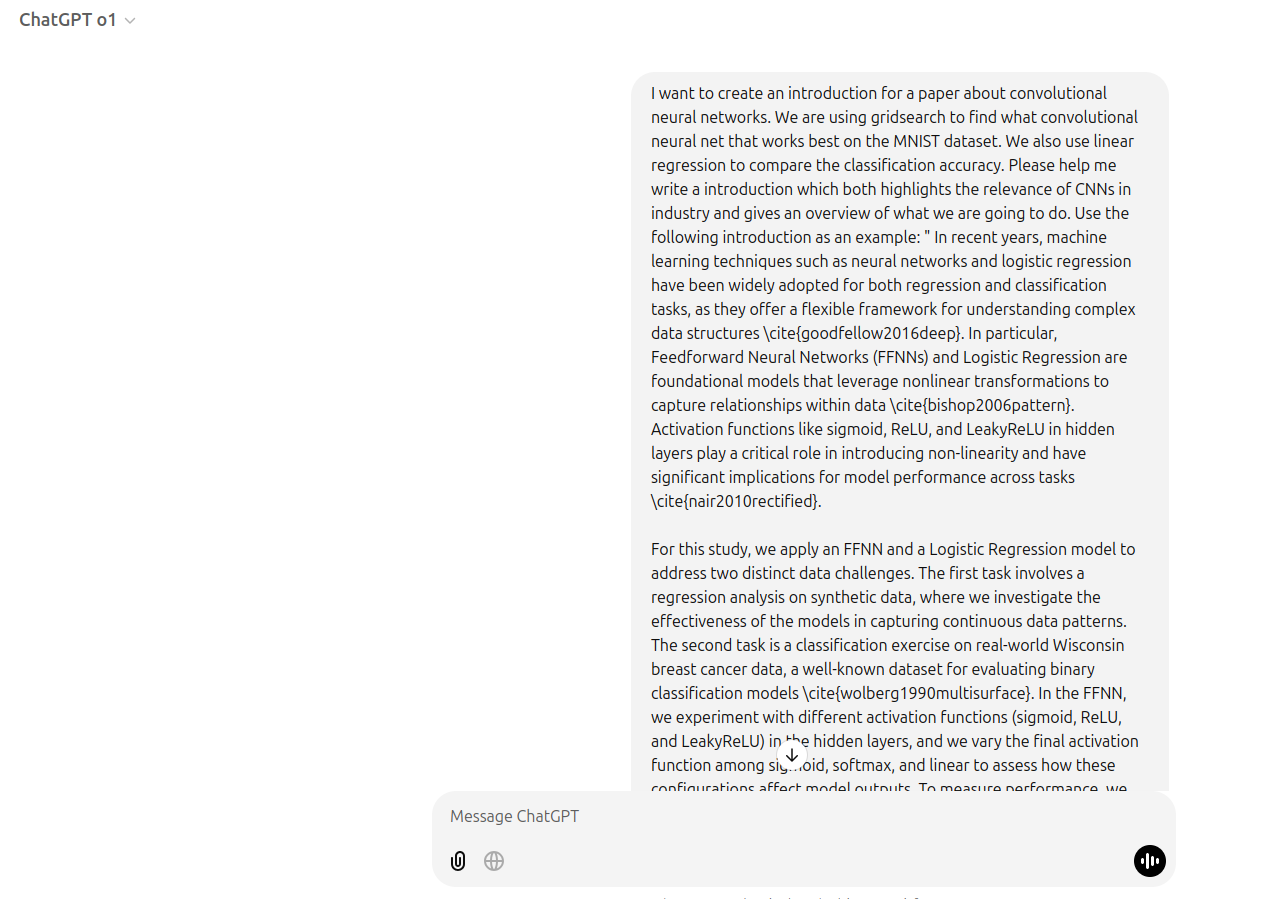 ChatGPT o1
I want to create an introduction for a paper about convolutional
neural networks. We are using gridsearch to find what convolutional
neural net that works best on the MNIST dataset. We also use linear
regression to compare the classification accuracy. Please help me
write a introduction which both highlights the relevance of CNNs in
industry and gives an overview of what we are going to do. Use the
following introduction as an example: " In recent years, machine
learning techniques such as neural networks and logistic regression
have been widely adopted for both regression and classification
tasks, as they offer a flexible framework for understanding complex
data structures \cite{goodfellow2016deep}. In particular,
Feedforward Neural Networks (FFNNs) and Logistic Regression are
foundational models that leverage nonlinear transformations to
capture relationships within data \cite{bishop2006pattern}.
Activation functions like sigmoid, ReLU, and LeakyReLU in hidden
layers play a critical role in introducing non-linearity and have
significant implications for model performance across tasks
\cite{nair2010rectified}.
For this study, we apply an FFNN and a Logistic Regression model to
address two distinct data challenges. The first task involves a
regression analysis on synthetic data, where we investigate the
effectiveness of the models in capturing continuous data patterns.
The second task is a classification exercise on real-world Wisconsin
breast cancer data, a well-known dataset for evaluating binary
classification models \cite{wolberg1990multisurface}. In the FFNN,
we experiment with different activation functions (sigmoid, ReLU,
and LeakyReLU) in the hidden layers, and we vary the final activation
function among sigmoid, softmax, and linear to assess how these
configurations affect model outputs. To measure performance, we
Message ChatGPT